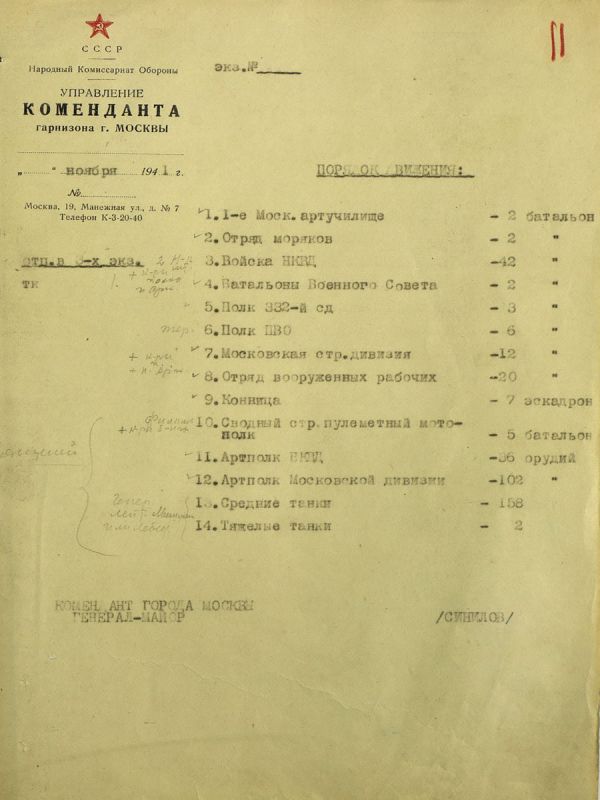 СССР
Народный Комиссариат Обороны
УПРАВЛЕНИЕ
КОМЕНДАНТА
гарнизона г. МОСКВЫ
„ “ ноября 1941 г.
№
Москва, 19, Манежная ул., д. № 7
Телефон К-3-20-40
экз.№
11
отп.в 3-х экз.
тк
ПОРЯДОК ДВИЖЕНИЯ:
1.1-е Моск.артучилище - 2 батальон
2.Отряд моряков - 2 "
3.Войска НКВД -42 "
4.Батальоны Военного Совета - 2 "
5.Полк 332-й сд - 3 "
6.Полк ПВО - 6 "
7.Московская стр.дивизия -12 "
8.Отряд вооруженных рабочих -20 "
9.Конница - 7 эскадрон
10.Сводный стр.пулеметный мото-
полк - 5 батальон
11.Артполк НКВД -36 орудий
12.Артполк Московской дивизии -102 "
13.Средние танки - 158
14.Тяжелые танки 2
КОМЕНДАНТ ГОРОДА МОСКВЫ
ГЕНЕРАЛ-МАЙОР /СИНИЛОВ/